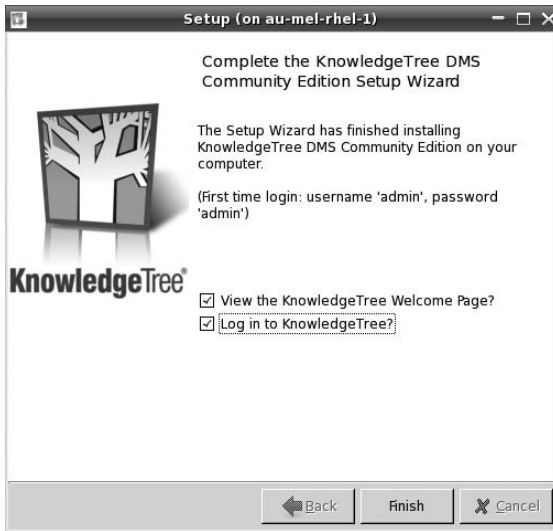 Setup (on au-mel-rhel-1)
Complete the KnowledgeTree DMS
Community Edition Setup Wizard
The Setup Wizard has finished installing
KnowledgeTree DMS Community Edition on your
computer.
(First time login: username 'admin', password
'admin')
KnowledgeTree®
View the KnowledgeTree Welcome Page?
Log in to KnowledgeTree?
Back
Finish
Cancel